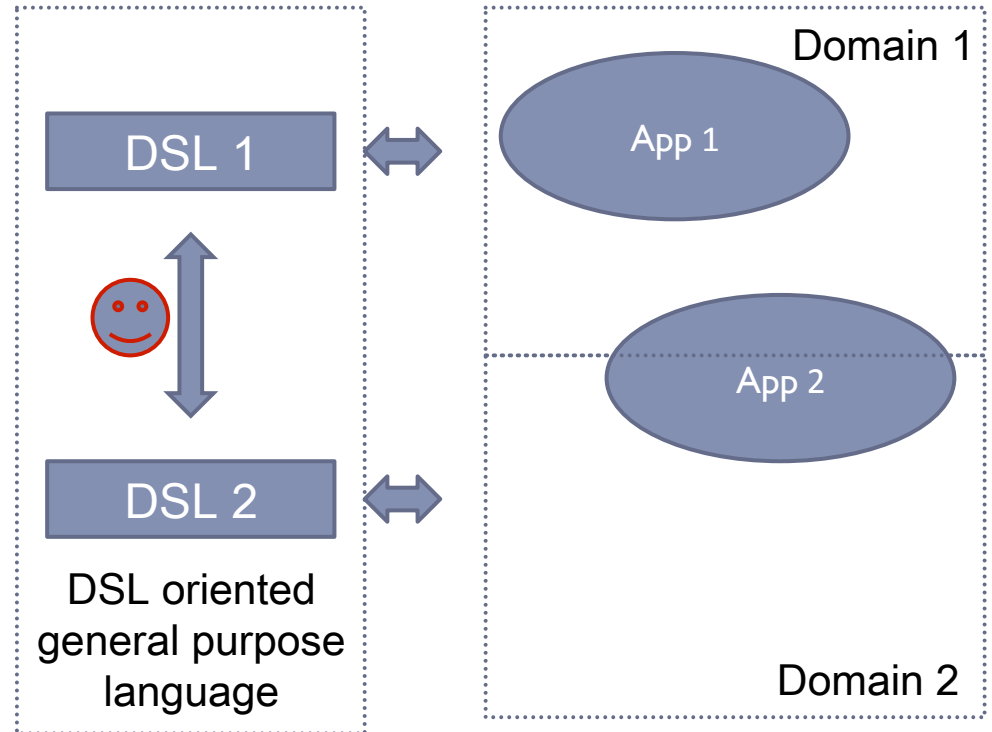 Domain 1
DSL 1
App 1
App 2
DSL 2
DSL oriented
general purpose
language
Domain 2